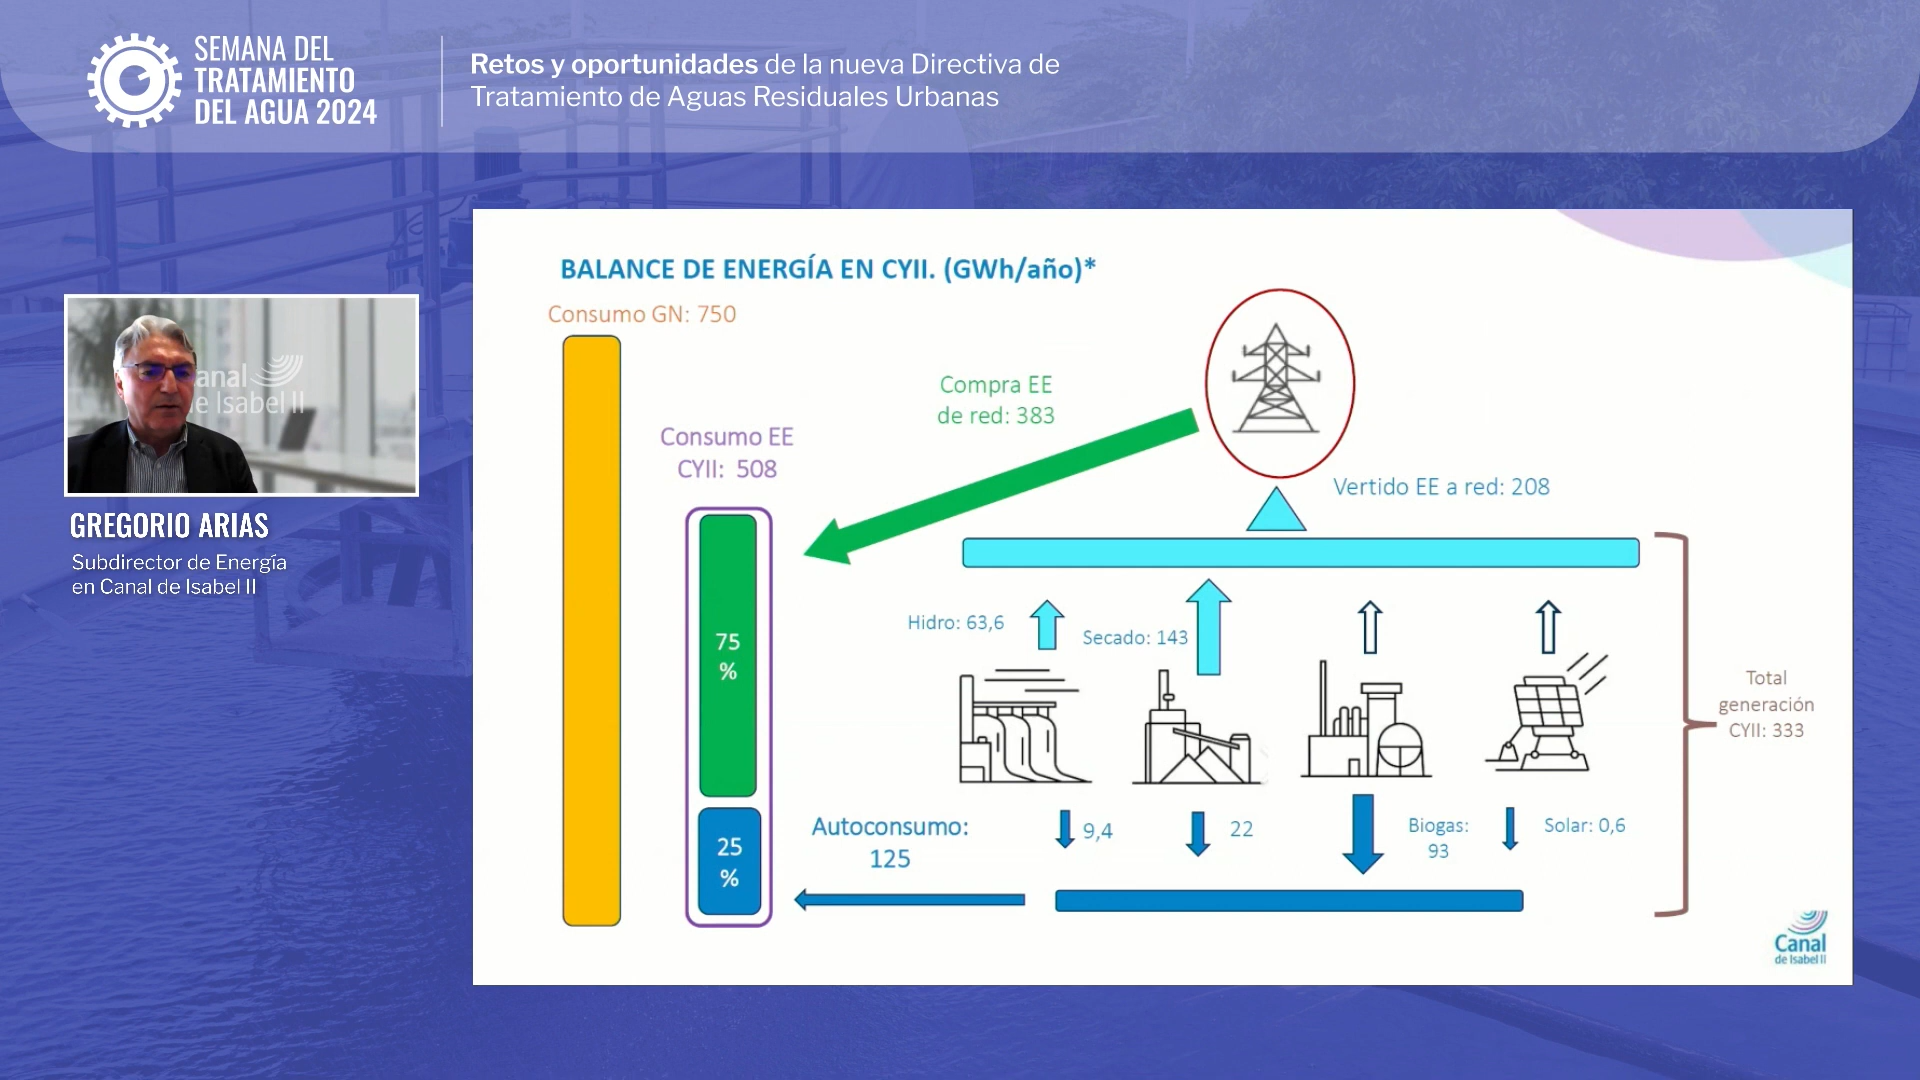 SEMANA DEL
TRATAMIENTO
DEL AGUA 2024
Retos y oportunidades de la nueva Directiva de
Tratamiento de Aguas Residuales Urbanas
anal
e Isabel II
GREGORIO ARIAS
Subdirector de Energía
en Canal de Isabel II
BALANCE DE ENERGÍA EN CYII. (GWh/año)*
Consumo GN: 750
Compra EE
de red: 383
Consumo EE
CYII: 508
Vertido EE a red: 208
75
%
Hidro: 63,6
Secado: 143
Total
generación
CYII: 333
25
%
Autoconsumo:
125
9,4
22
Biogas:
93
Solar: 0,6
Canal
de Isabel II